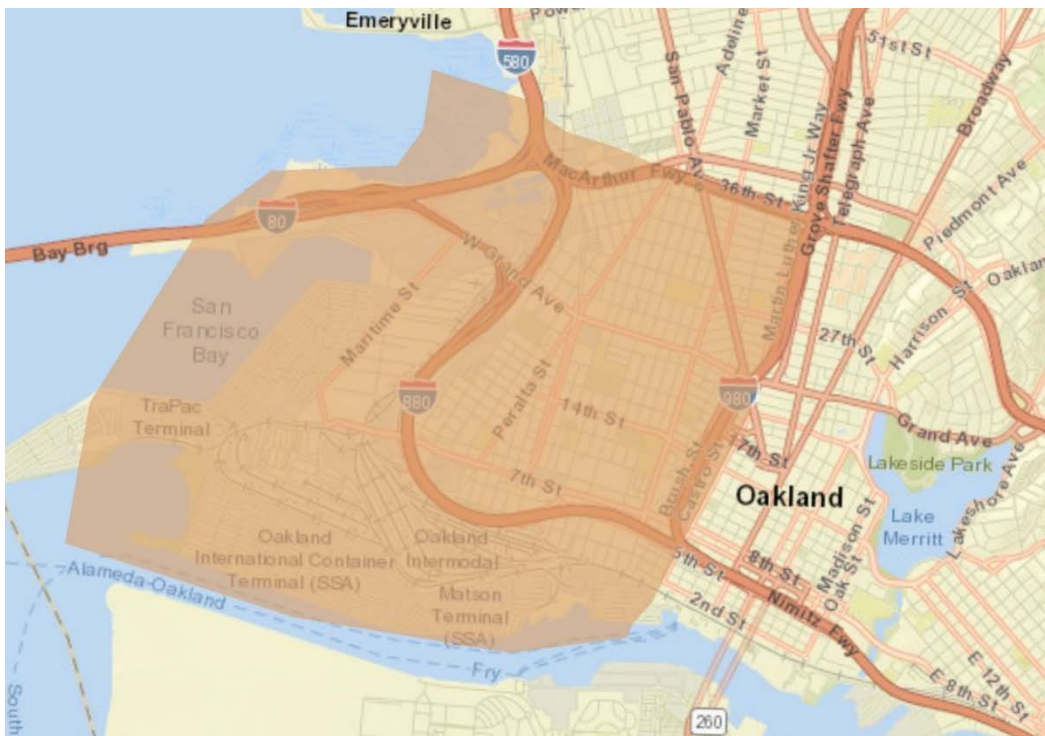 Emeryville
Powe
580
San Pablo Av
Adeline
Market St
51st St
Broadway
King Jr Way
Grove Shafter Fwy
Telegraph Ave
MacArthur Fwy
36th St
Piedmont Ave
80
Bay Brg
W Grand Ave
Martin Luther
Oaklan
Harrison St
San
Francisco
Bay
Maritime St
27th St
880
Peralta St
980
TraPac
Terminal
14th St
Grand Ave
17th St
Lakeside Park
7th St
Brush St
Castro St
Oakland
Lake
Merritt
Lakeshore Ave
Oakland
International Container
Terminal (SSA)
Oakland
Intermodal
Madison St
Oak St
8th St
5th St
Alameda-Oakland
Matson
Terminal
(SSA)
2nd St
Nimitz Fwy
Fry
E 12th St
E 8th St
South
260